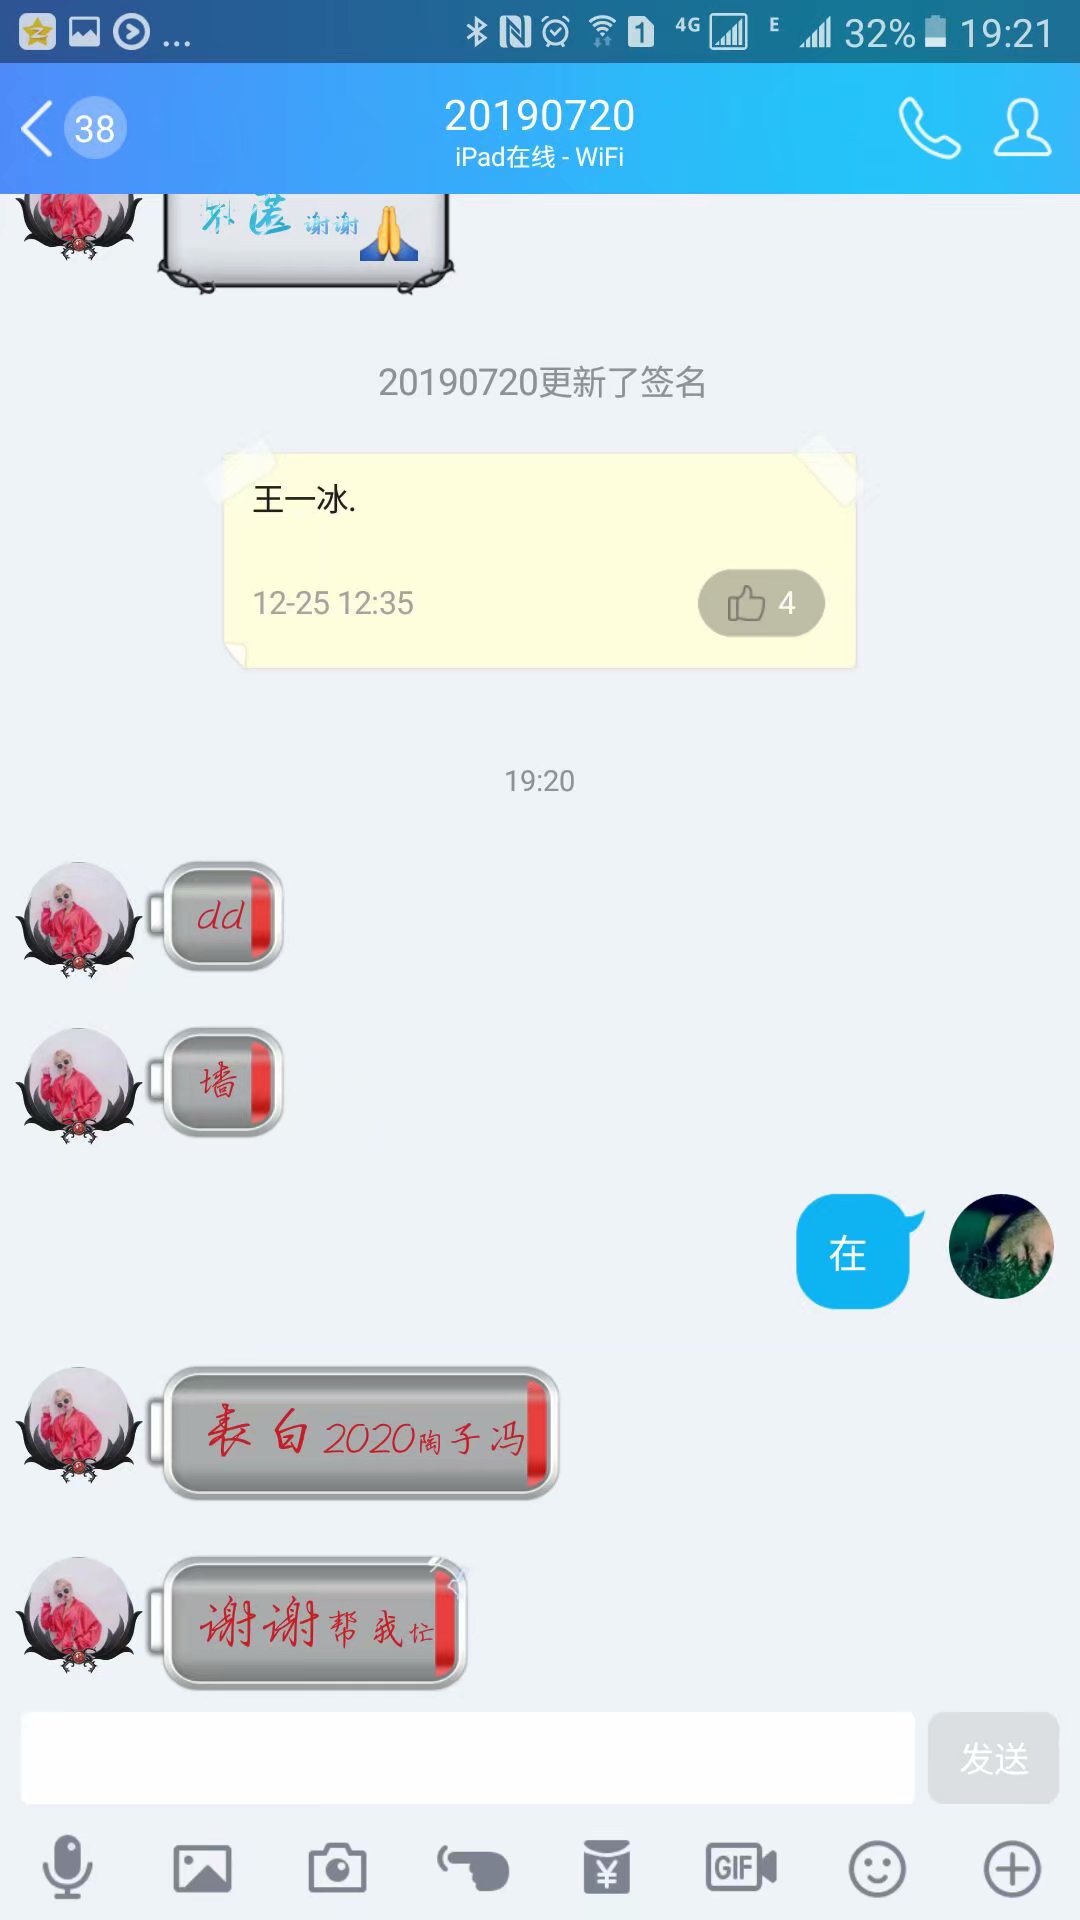 ... 4G E 32% 19:21
38
20190720
iPad在线 - WiFi
不匿 谢谢🙏
20190720更新了签名
王一冰.
12-25 12:35
4
19:20
dd
墙
在
表白2020陶子冯
谢谢帮我忙
发送
GIF